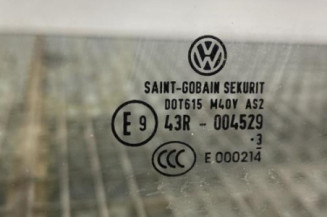 SAINT-GOBAIN SEKURIT
DOT615 M40V AS2
E 9 43R - 004529
·3
CCC E 000214